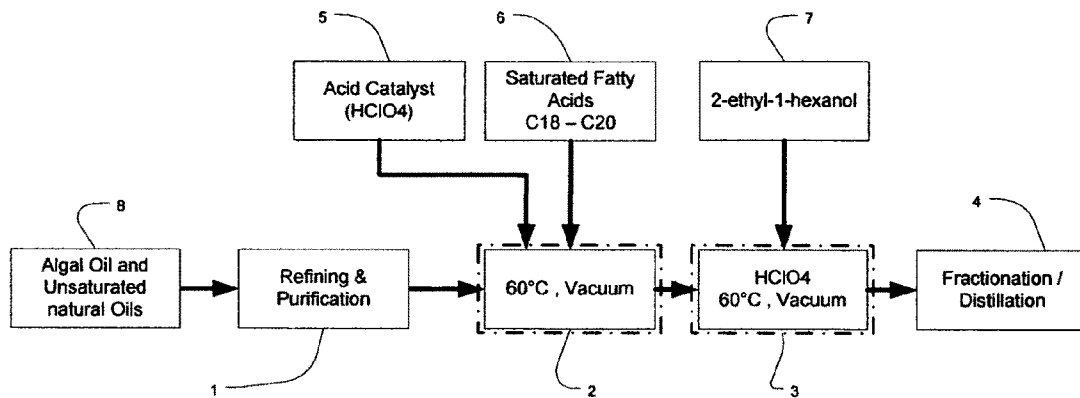 5
6
7
Acid Catalyst
(HClO4)
Saturated Fatty
Acids
C18 – C20
2-ethyl-1-hexanol
8
4
Algal Oil and
Unsaturated
natural Oils
Refining &
Purification
60°C , Vacuum
HClO4
60°C , Vacuum
Fractionation /
Distillation
1
2
3